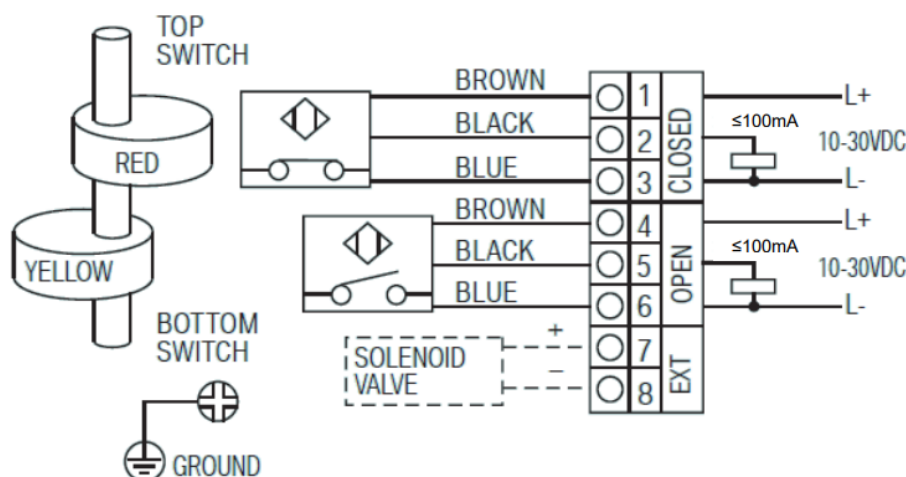 TOP
SWITCH
RED
YELLOW
BOTTOM
SWITCH
GROUND
BROWN
BLACK
BLUE
BROWN
BLACK
BLUE
+
SOLENOID
VALVE
−
1
2
3
4
5
6
7
8
CLOSED
OPEN
EXT
L+
≤100mA
10-30VDC
L-
L+
≤100mA
10-30VDC
L-